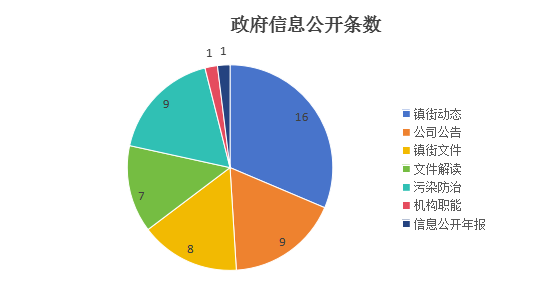 政府信息公开条数
1
1
16
9
8
7
9
镇街动态
公司公告
镇街文件
文件解读
污染防治
机构职能
信息公开年报